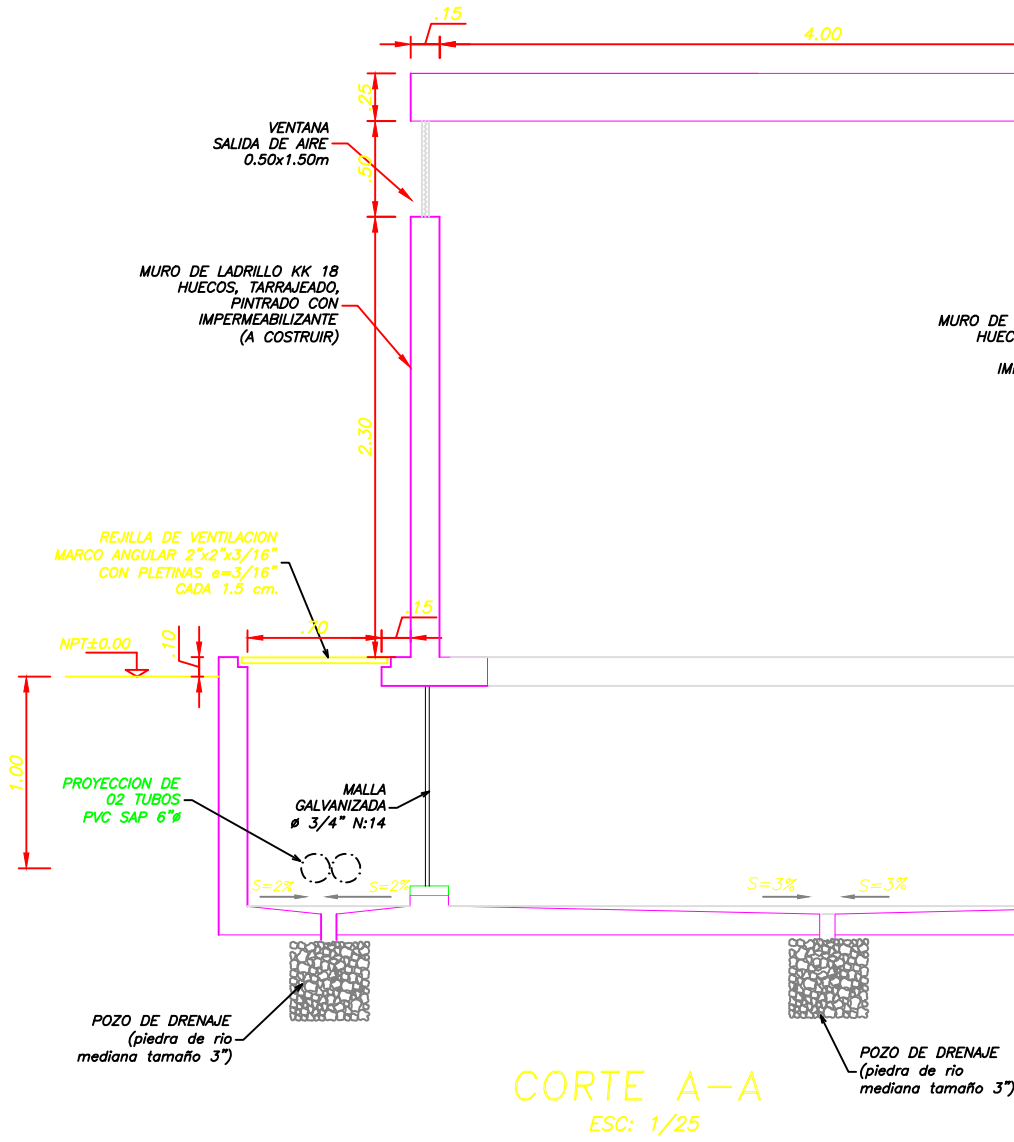 .15
4.00
.25
VENTANA
SALIDA DE AIRE
0.50x1.50m
.50
MURO DE LADRILLO KK 18
HUECOS, TARRAJEADO,
PINTRADO CON
IMPERMEABILIZANTE
(A COSTRUIR)
MURO DE
HUEC
IMI
2.30
REJILLA DE VENTILACION
MARCO ANGULAR 2"x2"x3/16"
CON PLETINAS e=3/16"
CADA 1.5 cm.
.15
.70
NPT±0.00
.10
1.00
PROYECCION DE
02 TUBOS
PVC SAP 6"ø
MALLA
GALVANIZADA
ø 3/4" N:14
S=2%
S=2%
S=3%
S=3%
POZO DE DRENAJE
(piedra de rio
mediana tamaño 3")
POZO DE DRENAJE
(piedra de rio
mediana tamaño 3")
CORTE A-A
ESC: 1/25